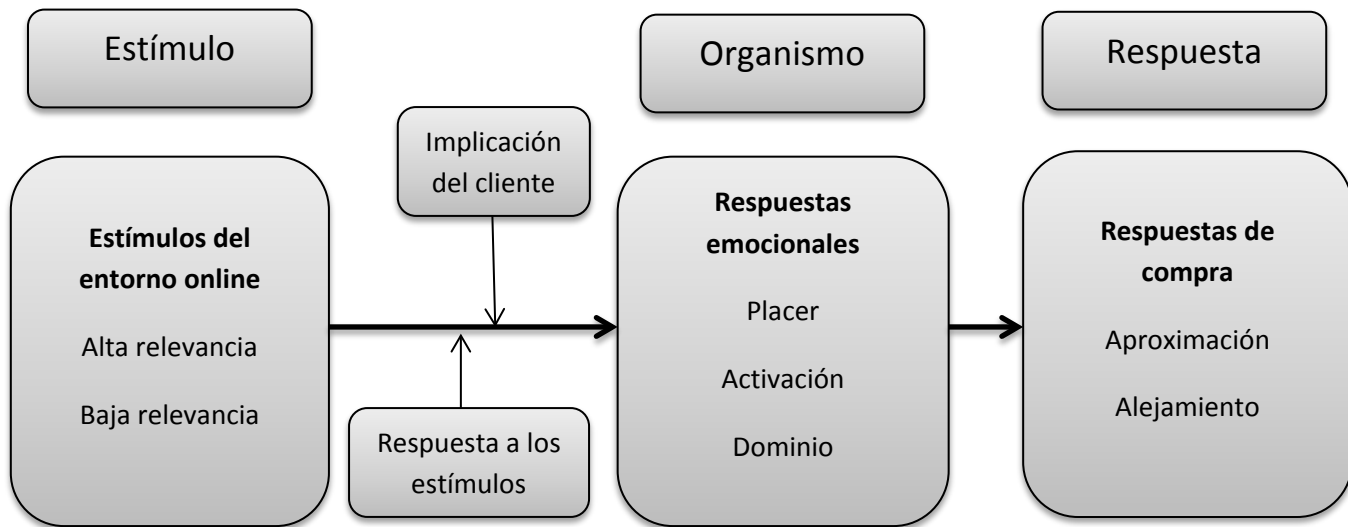 Estímulo
Organismo
Respuesta
Implicación
del cliente
Estímulos del
entorno online
Alta relevancia
Baja relevancia
Respuesta a los
estímulos
Respuestas
emocionales
Placer
Activación
Dominio
Respuestas de
compra
Aproximación
Alejamiento